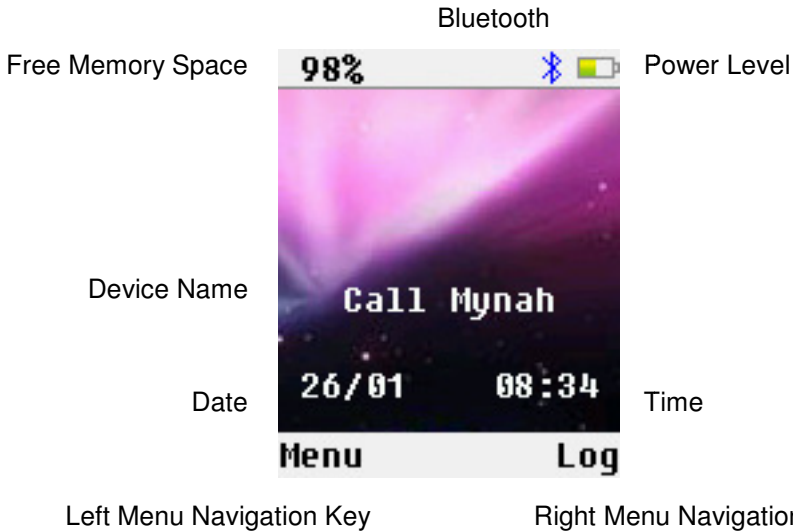 Bluetooth
Free Memory Space 98% Power Level
Device Name Call Mynah
Date 26/01 08:34 Time
Menu Log
Left Menu Navigation Key Right Menu Navigation